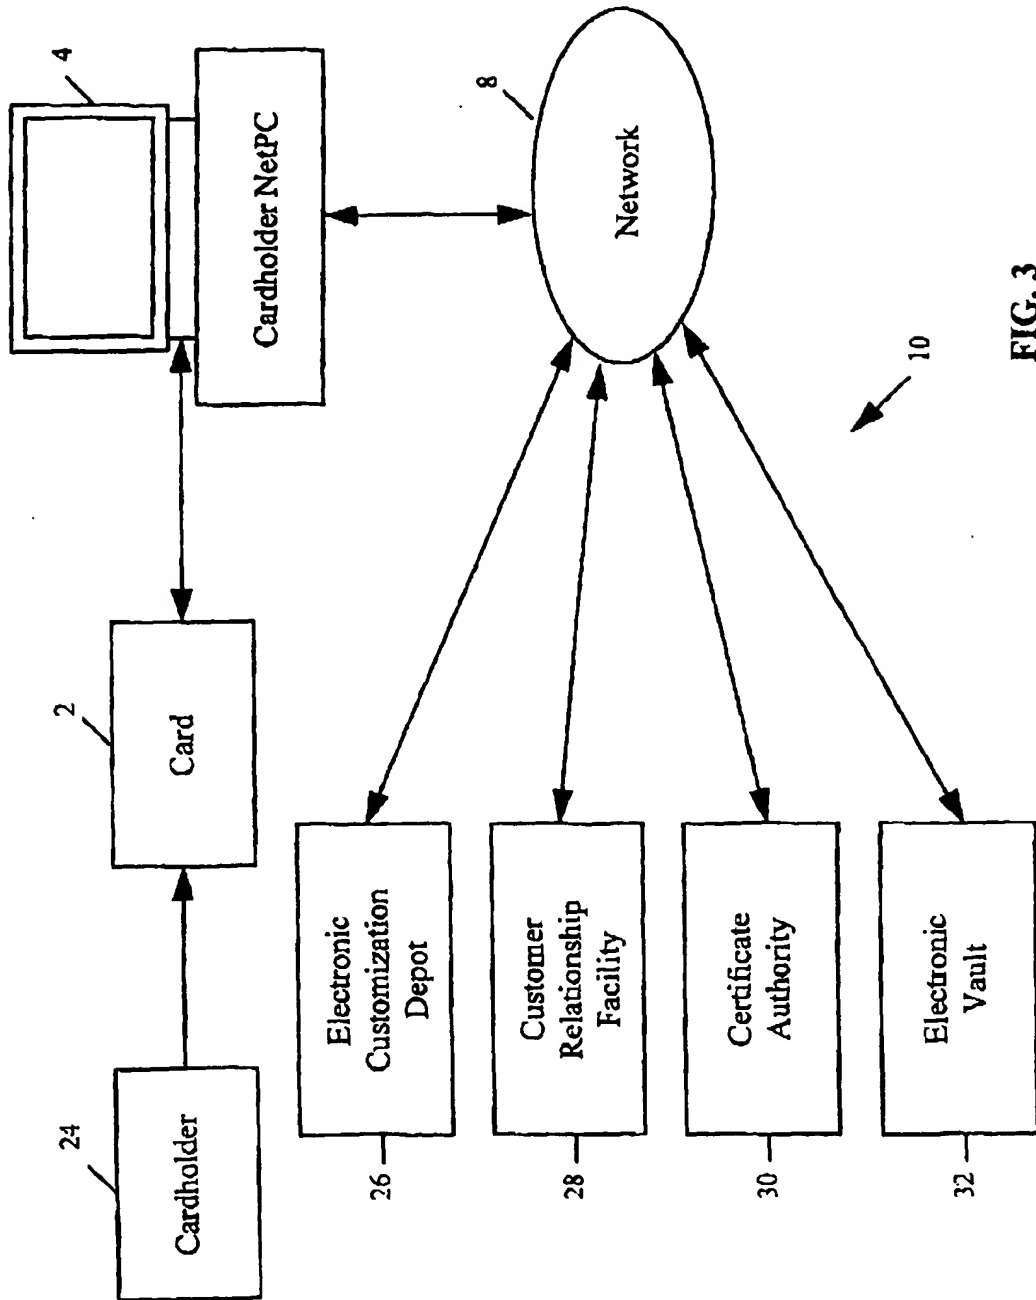 24
Cardholder
2
Card
4
Cardholder NetPC
8
Network
26
Electronic
Customization
Depot
28
Customer
Relationship
Facility
30
Certificate
Authority
32
Electronic
Vault
10
FIG. 3